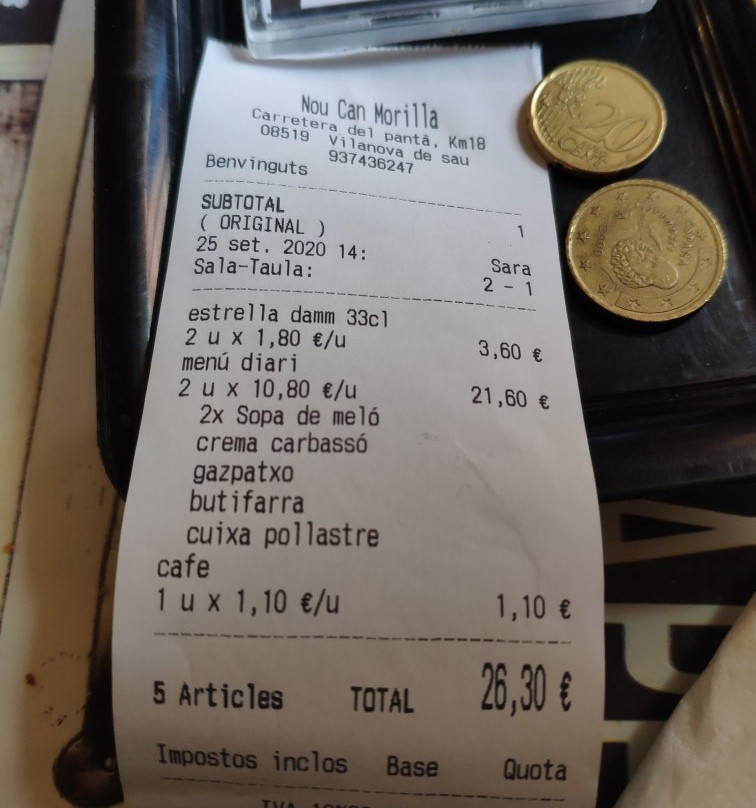 Nou Can Morilla
Carretera del pantà, Km18
08519 Vilanova de sau
937436247
Benvinguts
SUBTOTAL
( ORIGINAL ) 1
25 set. 2020 14:
Sala-Taula: Sara
2 - 1
estrella damm 33cl
2 u x 1,80 €/u 3,60 €
menú diari
2 u x 10,80 €/u 21,60 €
2x Sopa de meló
crema carbassó
gazpatxo
butifarra
cuixa pollastre
cafe
1 u x 1,10 €/u 1,10 €
5 Articles TOTAL 26,30 €
Impostos inclos Base Quota
IVA
20
CENT